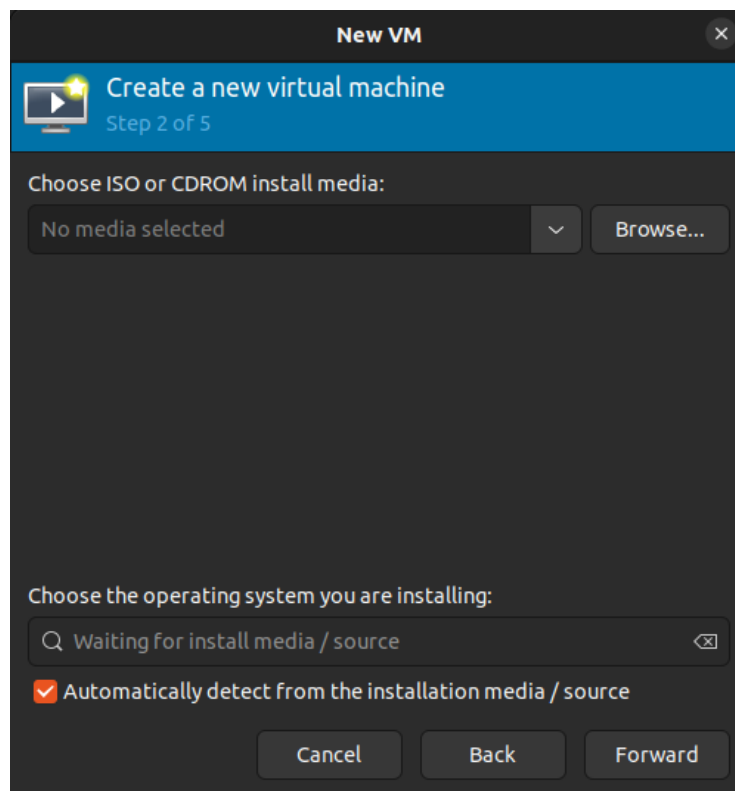 New VM
Create a new virtual machine
Step 2 of 5
Choose ISO or CDROM install media:
No media selected
Browse...
Choose the operating system you are installing:
Waiting for install media / source
Automatically detect from the installation media / source
Cancel Back Forward